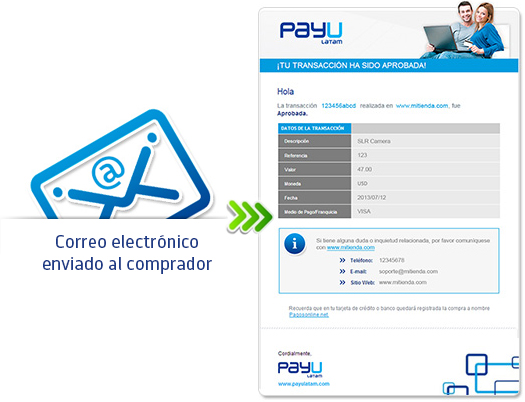 PAYU
LATAM
¡TU TRANSACCIÓN HA SIDO APROBADA!
Hola
La transacción 123456abcd realizada en www.mitienda.com, fue
Aprobada.
DATOS DE LA TRANSACCIÓN
Descripción SLR Camera
Referencia 123
Valor 47.00
Moneda USD
Fecha 2013/07/12
Medio de Pago/Franquicia VISA
@
Correo electrónico
enviado al comprador
i
Si tiene alguna duda o inquietud relacionada, por favor comuniquese
con www.mitienda.com
Teléfono: 12345678
E-mail: soporte@mitienda.com
Sitio Web: www.mitienda.com
Recuerda que en tu tarjeta de crédito o banco quedará registrada la compra a nombre
Pagosonline.net.
Cordialmente,
PAYU
LATAM
www.payulatam.com